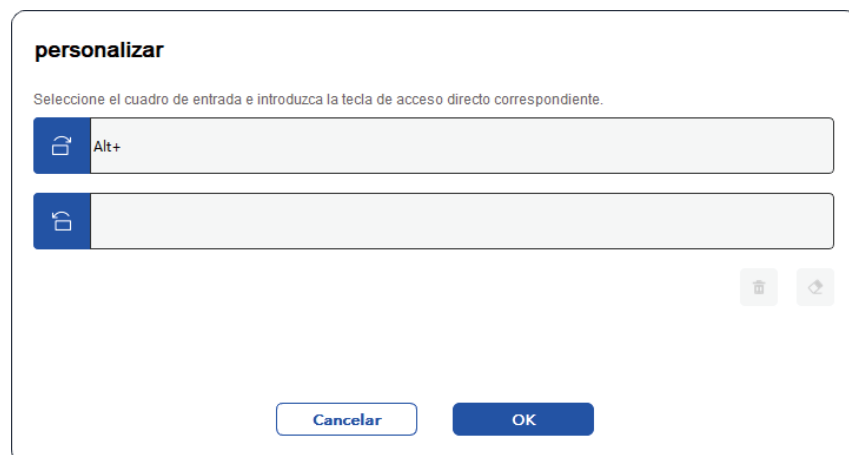 personalizar
Seleccione el cuadro de entrada e introduzca la tecla de acceso directo correspondiente.
Alt+
Cancelar
OK